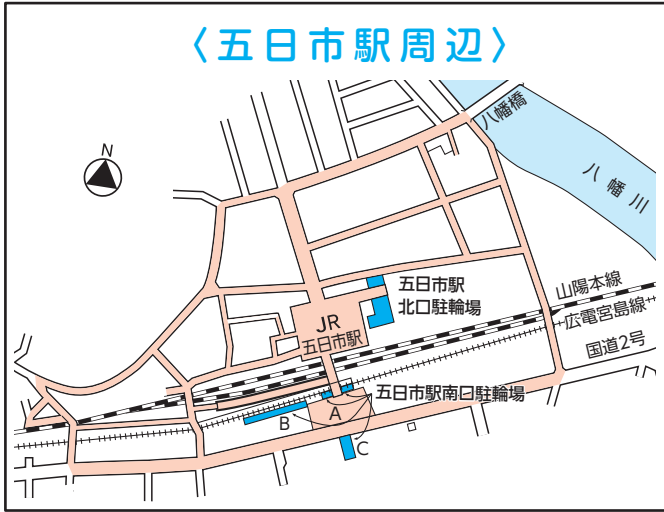 〈五日市駅周辺〉
N
八幡橋
八幡川
五日市駅
北口駐輪場
山陽本線
広電宮島線
国道2号
JR
五日市駅
五日市駅南口駐輪場
A
B
C